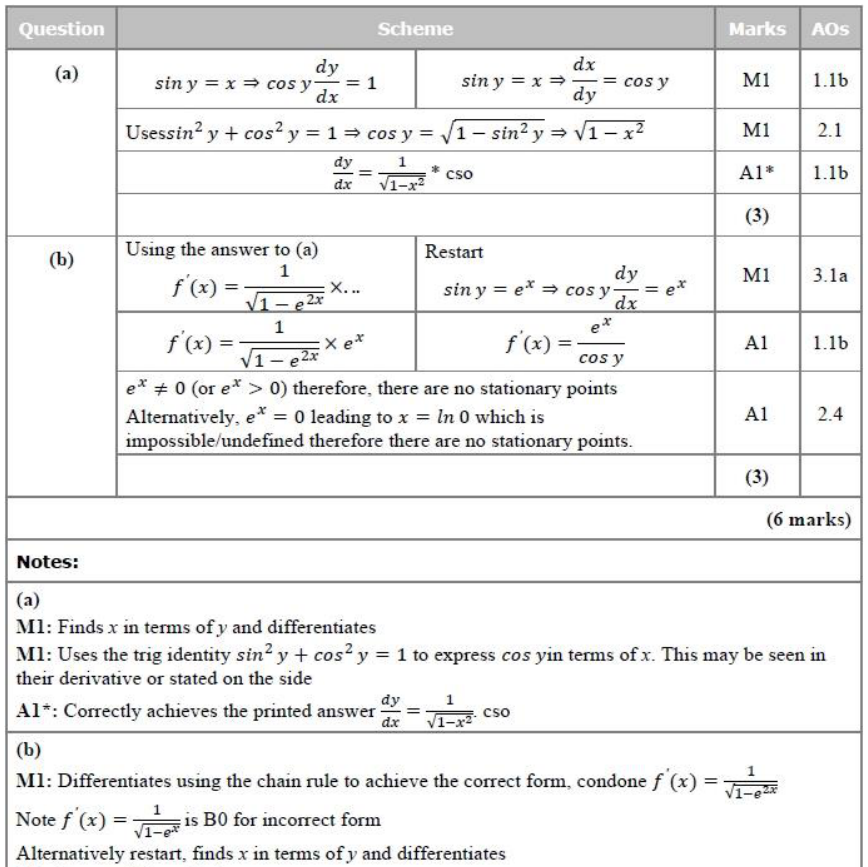 Question Scheme Marks AOs
(a) sin y = x ⇒ cos y dy/dx = 1 sin y = x ⇒ dx/dy = cos y M1 1.1b
Usessin² y + cos² y = 1 ⇒ cos y = √(1 − sin² y) ⇒ √(1 − x²) M1 2.1
dy/dx = 1/√(1−x²) * cso A1* 1.1b
(3)
(b) Using the answer to (a) Restart
f'(x) = 1/√(1 − e^(2x)) ×... sin y = e^x ⇒ cos y dy/dx = e^x M1 3.1a
f'(x) = 1/√(1 − e^(2x)) × e^x f'(x) = e^x/cos y A1 1.1b
e^x ≠ 0 (or e^x > 0) therefore, there are no stationary points
Alternatively, e^x = 0 leading to x = ln 0 which is A1 2.4
impossible/undefined therefore there are no stationary points.
(3)
(6 marks)
Notes:
(a)
M1: Finds x in terms of y and differentiates
M1: Uses the trig identity sin² y + cos² y = 1 to express cos yin terms of x. This may be seen in
their derivative or stated on the side
A1*: Correctly achieves the printed answer dy/dx = 1/√(1−x²). cso
(b)
M1: Differentiates using the chain rule to achieve the correct form, condone f'(x) = 1/√(1−e^(2x))
Note f'(x) = 1/√(1−e^x) is B0 for incorrect form
Alternatively restart, finds x in terms of y and differentiates